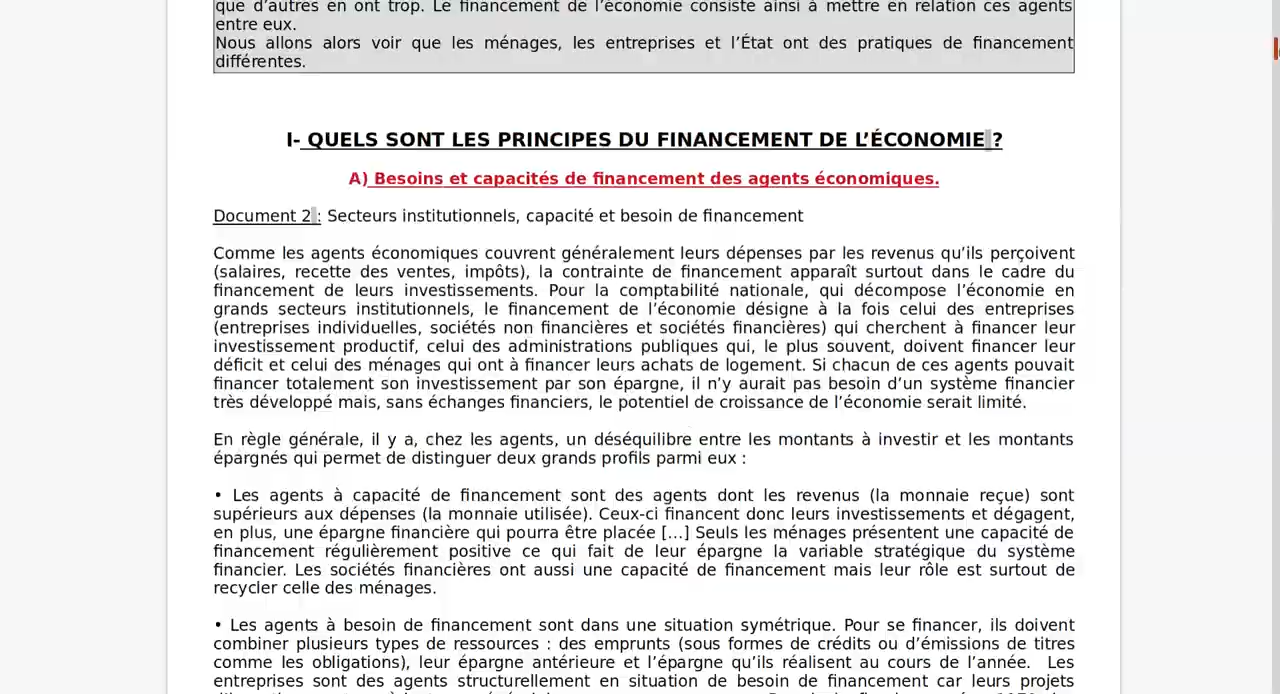 que d’autres en ont trop. Le financement de l’économie consiste ainsi à mettre en relation ces agents
entre eux.
Nous allons alors voir que les ménages, les entreprises et l’État ont des pratiques de financement
différentes.
I- QUELS SONT LES PRINCIPES DU FINANCEMENT DE L’ÉCONOMIE ?
A) Besoins et capacités de financement des agents économiques.
Document 2 : Secteurs institutionnels, capacité et besoin de financement
Comme les agents économiques couvrent généralement leurs dépenses par les revenus qu’ils perçoivent
(salaires, recette des ventes, impôts), la contrainte de financement apparaît surtout dans le cadre du
financement de leurs investissements. Pour la comptabilité nationale, qui décompose l’économie en
grands secteurs institutionnels, le financement de l’économie désigne à la fois celui des entreprises
(entreprises individuelles, sociétés non financières et sociétés financières) qui cherchent à financer leur
investissement productif, celui des administrations publiques qui, le plus souvent, doivent financer leur
déficit et celui des ménages qui ont à financer leurs achats de logement. Si chacun de ces agents pouvait
financer totalement son investissement par son épargne, il n’y aurait pas besoin d’un système financier
très développé mais, sans échanges financiers, le potentiel de croissance de l’économie serait limité.
En règle générale, il y a, chez les agents, un déséquilibre entre les montants à investir et les montants
épargnés qui permet de distinguer deux grands profils parmi eux :
• Les agents à capacité de financement sont des agents dont les revenus (la monnaie reçue) sont
supérieurs aux dépenses (la monnaie utilisée). Ceux-ci financent donc leurs investissements et dégagent,
en plus, une épargne financière qui pourra être placée […] Seuls les ménages présentent une capacité de
financement régulièrement positive ce qui fait de leur épargne la variable stratégique du système
financier. Les sociétés financières ont aussi une capacité de financement mais leur rôle est surtout de
recycler celle des ménages.
• Les agents à besoin de financement sont dans une situation symétrique. Pour se financer, ils doivent
combiner plusieurs types de ressources : des emprunts (sous formes de crédits ou d’émissions de titres
comme les obligations), leur épargne antérieure et l’épargne qu’ils réalisent au cours de l’année. Les
entreprises sont des agents structurellement en situation de besoin de financement car leurs projets